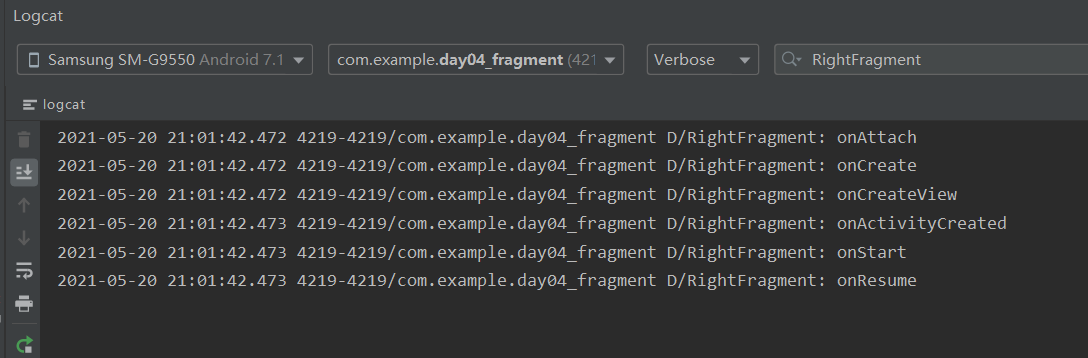 Logcat
Samsung SM-G9550 Android 7.1 com.example.day04_fragment (421 Verbose RightFragment
logcat
2021-05-20 21:01:42.472 4219-4219/com.example.day04_fragment D/RightFragment: onAttach
2021-05-20 21:01:42.472 4219-4219/com.example.day04_fragment D/RightFragment: onCreate
2021-05-20 21:01:42.472 4219-4219/com.example.day04_fragment D/RightFragment: onCreateView
2021-05-20 21:01:42.473 4219-4219/com.example.day04_fragment D/RightFragment: onActivityCreated
2021-05-20 21:01:42.473 4219-4219/com.example.day04_fragment D/RightFragment: onStart
2021-05-20 21:01:42.473 4219-4219/com.example.day04_fragment D/RightFragment: onResume